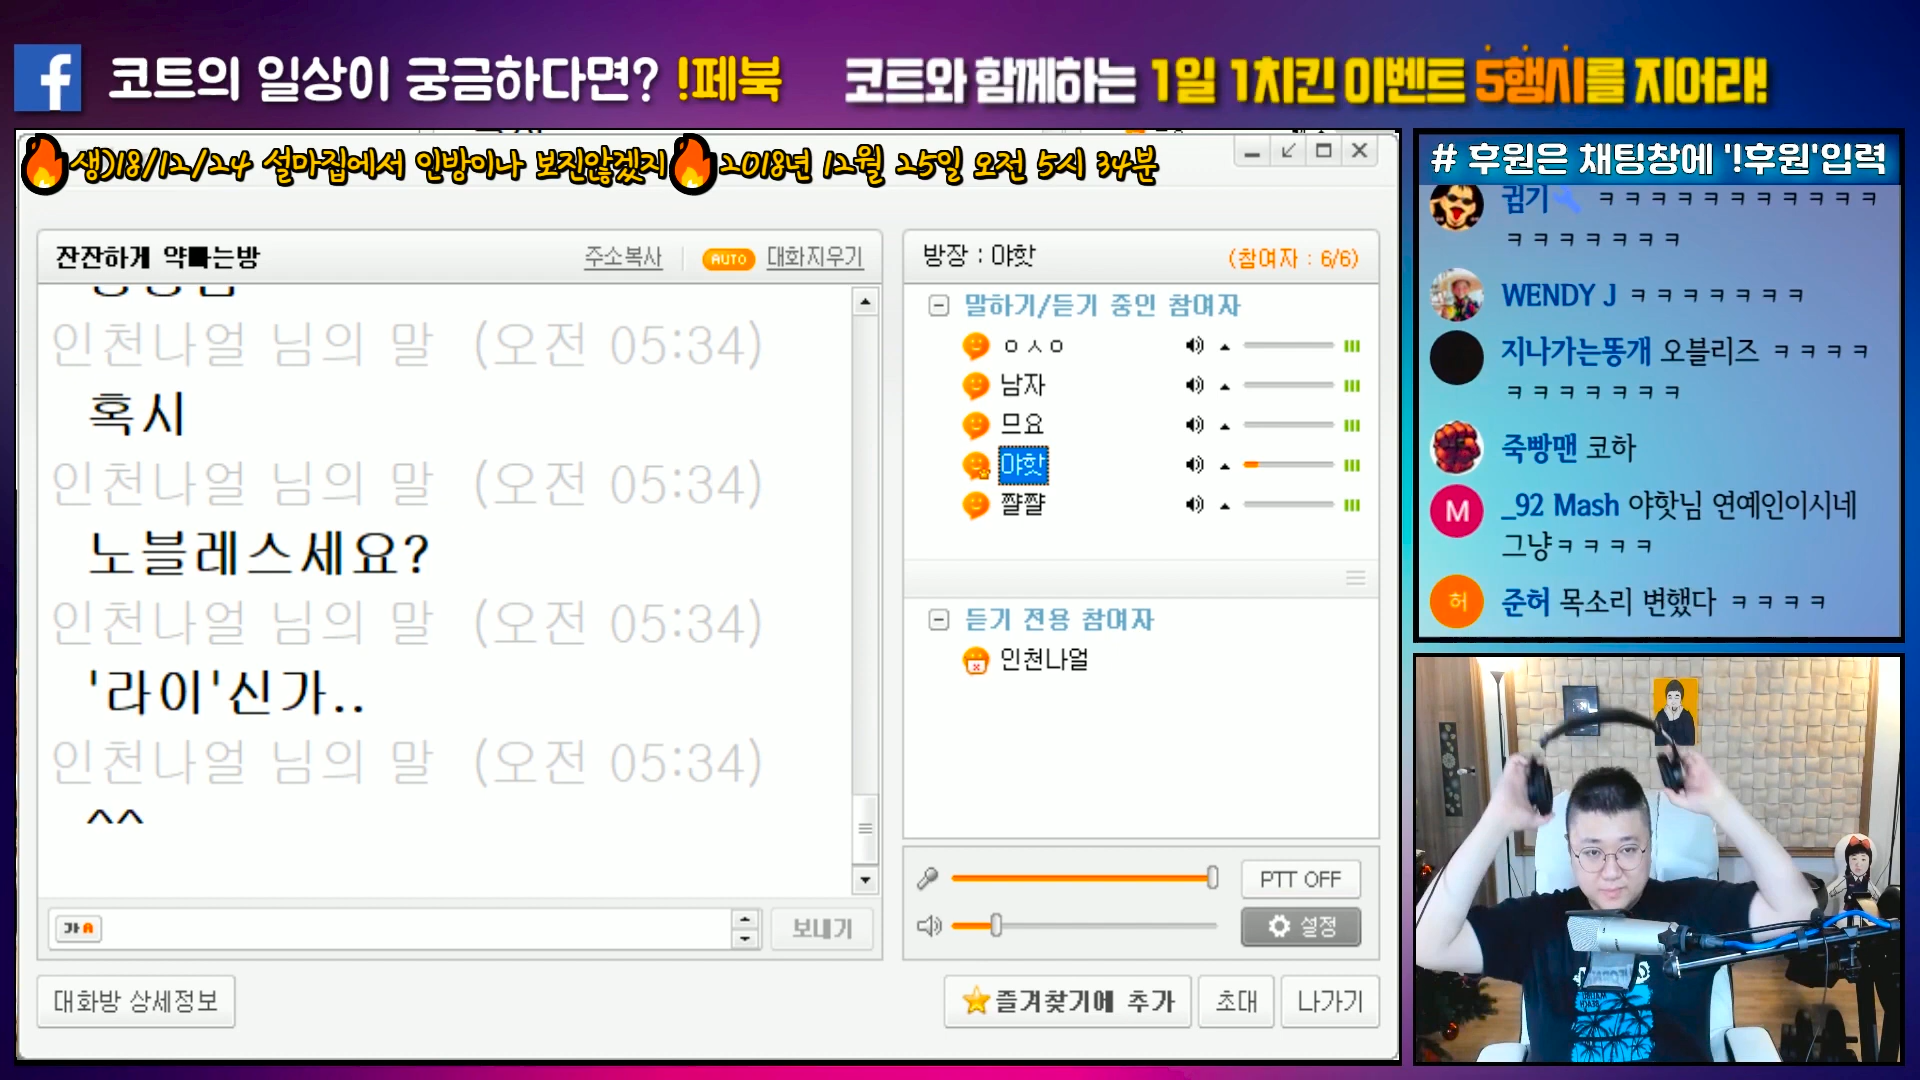 f 코트의 일상이 궁금하다면? !페북
코트와 함께하는 1일 1치킨 이벤트 5행시를 지어라!
생)18/12/24 설마집에서 인방이나 보진않겠지 2018년 12월 25일 오전 5시 34분
잔잔하게 약빠는방
주소복사
AUTO
대화지우기
인천나얼 님의 말 (오전 05:34)
혹시
인천나얼 님의 말 (오전 05:34)
노블레스세요?
인천나얼 님의 말 (오전 05:34)
'라이'신가..
인천나얼 님의 말 (오전 05:34)
^^
가A
보내기
대화방 상세정보
방장 : 야핫
(참여자 : 6/6)
말하기/듣기 중인 참여자
ㅇㅅㅇ
남자
므요
야핫
쨜쨜
듣기 전용 참여자
인천나얼
PTT OFF
설정
즐겨찾기에 추가
초대
나가기
# 후원은 채팅창에 '!후원'입력
귐기 ㅋㅋㅋㅋㅋㅋㅋㅋㅋㅋㅋ
ㅋㅋㅋㅋㅋㅋㅋ
WENDY J ㅋㅋㅋㅋㅋㅋㅋ
지나가는똥개 오블리즈 ㅋㅋㅋㅋ
ㅋㅋㅋㅋㅋㅋㅋ
죽빵맨 코하
M
_92 Mash 야핫님 연예인이시네
그냥ㅋㅋㅋㅋ
허
준허 목소리 변했다 ㅋㅋㅋㅋ